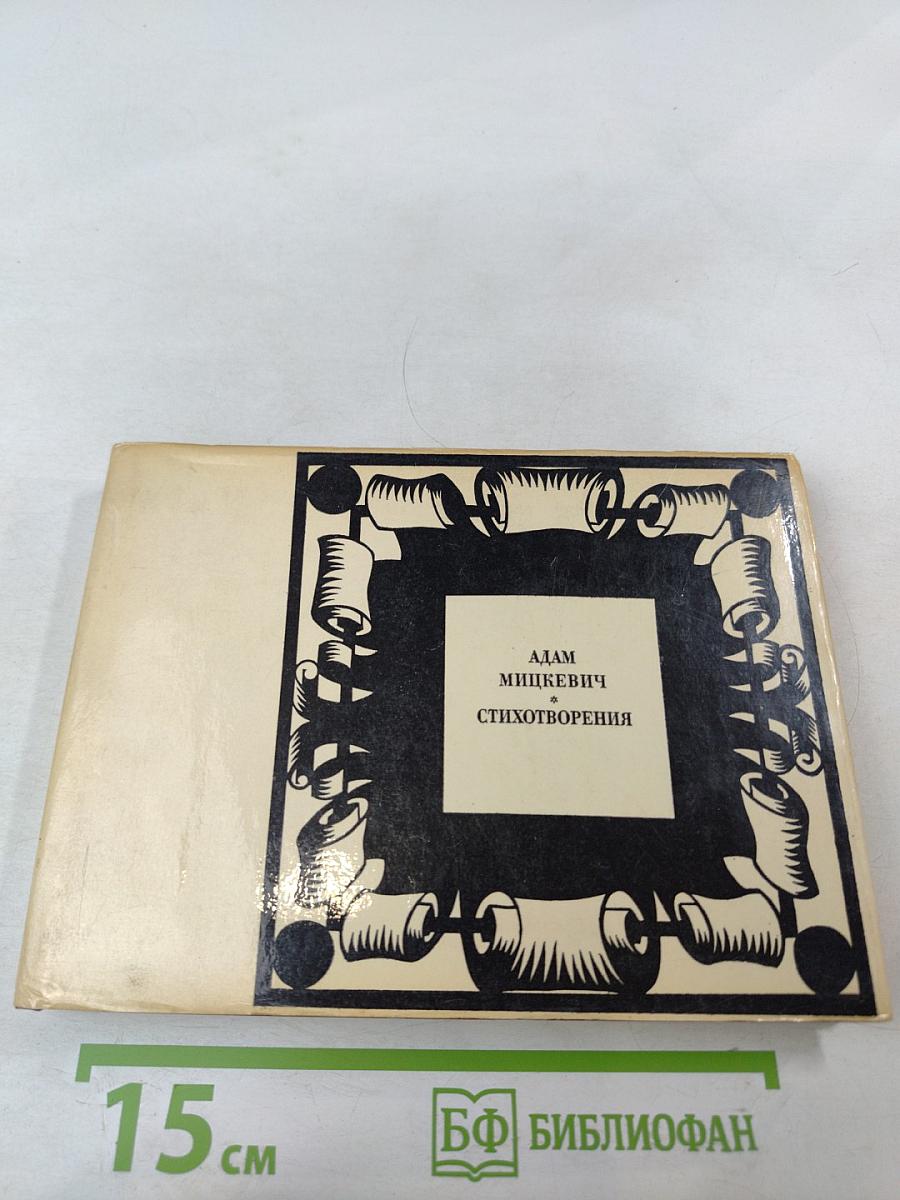 АДАМ
МИЦКЕВИЧ
*
СТИХОТВОРЕНИЯ
15 см
БФ БИБЛИОФАН